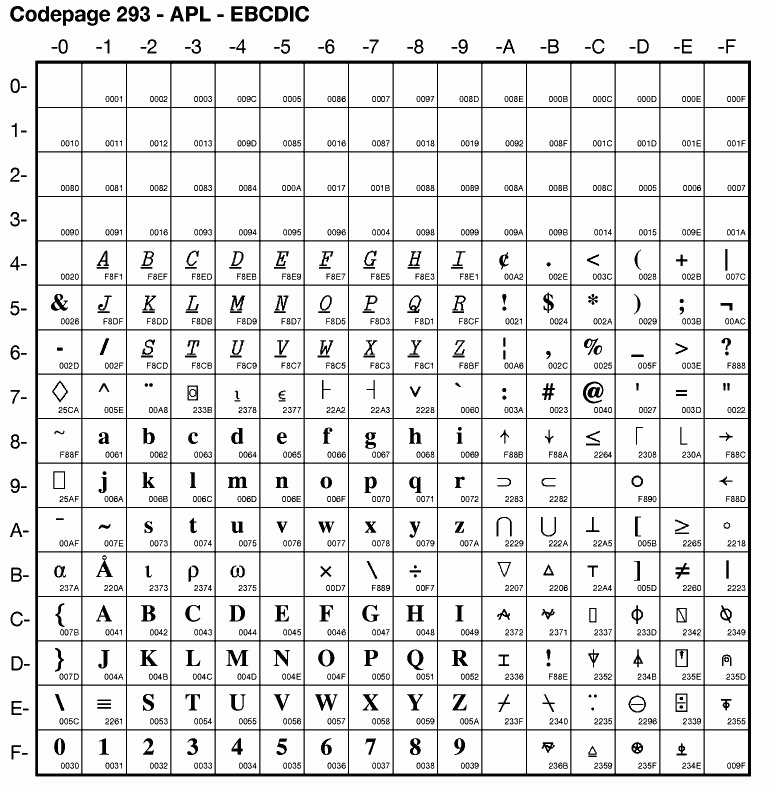 Codepage 293 - APL - EBCDIC
-0 -1 -2 -3 -4 -5 -6 -7 -8 -9 -A -B -C -D -E -F
0-
0001 0002 0003 009C 0005 0086 0007 0097 008D 008E 000B 000C 000D 000E 000F
1-
0010 0011 0012 0013 009D 0085 0016 0087 0018 0019 0092 008F 001C 001D 001E 001F
2-
0080 0081 0082 0083 0084 000A 0017 001B 0088 0089 008A 008B 008C 0005 0006 0007
3-
0090 0091 0016 0093 0094 0095 0096 0004 0098 0099 009A 009B 0014 0015 009E 001A
4- A B C D E F G H I ¢ . < ( + |
0020 F8F1 F8EF F8ED F8EB F8E9 F8E7 F8E5 F8E3 F8E1 00A2 002E 003C 0028 002B 007C
5- & J K L M N O P Q R ! $ * ) ; ¬
0026 F8DF F8DD F8DB F8D9 F8D7 F8D5 F8D3 F8D1 F8CF 0021 0024 002A 0029 003B 00AC
6- - / S T U V W X Y Z ¦ , % _ > ?
002D 002F F8CD F8CB F8C9 F8C7 F8C5 F8C3 F8C1 F8BF 00A6 002C 0025 005F 003E F888
7- ◊ ^ ¨ ⌻ ⍸ ⍷ ⊢ ⊣ ∨ ` : # @ ' = "
25CA 005E 00A8 233B 2378 2377 22A2 22A3 2228 0060 003A 0023 0040 0027 003D 0022
8- ~ a b c d e f g h i ↑ ↓ ≤ ⌈ ⌊ →
F88F 0061 0062 0063 0064 0065 0066 0067 0068 0069 F88B F88A 2264 2308 230A F88C
9- ▯ j k l m n o p q r ⊃ ⊂ ○ ←
25AF 006A 006B 006C 006D 006E 006F 0070 0071 0072 2283 2282 F890 F88D
A- ¯ ~ s t u v w x y z ∩ ∪ ⊥ [ ≥ ∘
00AF 007E 0073 0074 0075 0076 0077 0078 0079 007A 2229 222A 22A5 005B 2265 2218
B- ⍺ Å ⍳ ⍴ ⍵ × \ ÷ ∇ ∆ ⊤ ] ≠ ∣
237A 220A 2373 2374 2375 00D7 F889 00F7 2207 2206 22A4 005D 2260 2223
C- { A B C D E F G H I ⍲ ⍱ ⌷ ⌽ ⍂ ⍉
007B 0041 0042 0043 0044 0045 0046 0047 0048 0049 2372 2371 2337 233D 2342 2349
D- } J K L M N O P Q R ⌶ ! ⍒ ⍋ ⍞ ⍝
007D 004A 004B 004C 004D 004E 004F 0050 0051 0052 2336 F88E 2352 234B 235E 235D
E- \ ≡ S T U V W X Y Z ⌿ ⍀ ∵ ⊖ ⌹ ⍕
005C 2261 0053 0054 0055 0056 0057 0058 0059 005A 233F 2340 2235 2296 2339 2355
F- 0 1 2 3 4 5 6 7 8 9 ⍫ ⍙ ⍟ ⍎
0030 0031 0032 0033 0034 0035 0036 0037 0038 0039 236B 2359 235F 234E 009F